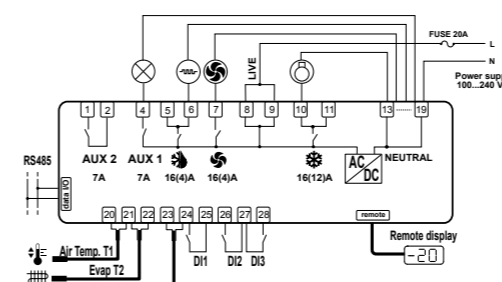 FUSE 20A
L
LIVE
N
Power supp
100...240 V
1 2 4 5 6 7 8 9 10 11 13 19
AUX 2 AUX 1 NEUTRAL
7A 7A 16(4)A 16(4)A 16(12)A
AC
DC
RS485
data I/O
20 21 22 23 24 25 26 27 28
remote
Air Temp. T1
DI1 DI2 DI3
Remote display
-20
Evap T2